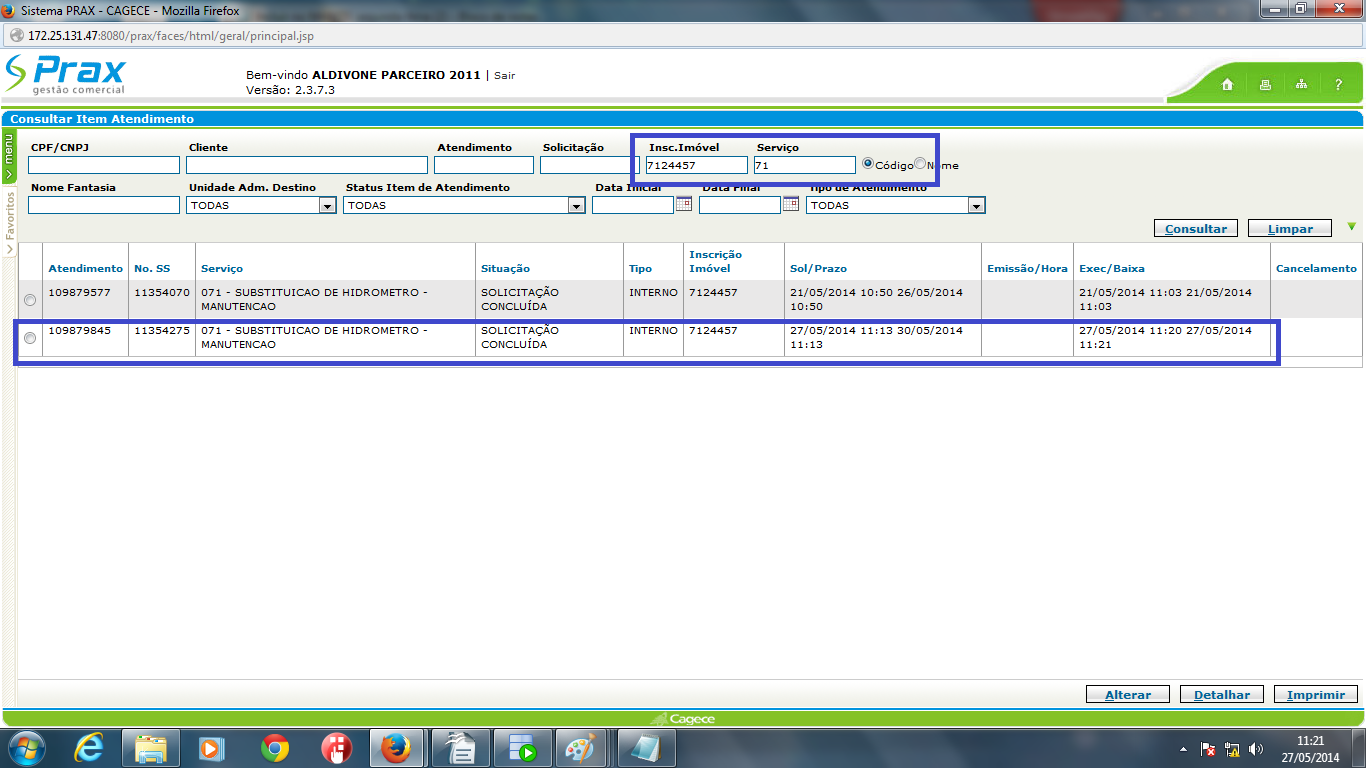 Sistema PRAX - CAGECE - Mozilla Firefox
172.25.131.47:8080/prax/faces/html/geral/principal.jsp
Prax
gestão comercial
Bem-vindo ALDIVONE PARCEIRO 2011 | Sair
Versão: 2.3.7.3
?
Consultar Item Atendimento
menu
Favoritos
CPF/CNPJ Cliente Atendimento Solicitação Insc.Imóvel Serviço
7124457 71 Código Nome
Nome Fantasia Unidade Adm. Destino Status Item de Atendimento Data Inicial Data Final Tipo de Atendimento
TODAS TODAS TODAS
Consultar Limpar
Atendimento No. SS Serviço Situação Tipo Inscrição Imóvel Sol/Prazo Emissão/Hora Exec/Baixa Cancelamento
109879577 11354070 071 - SUBSTITUICAO DE HIDROMETRO - SOLICITAÇÃO INTERNO 7124457 21/05/2014 10:50 26/05/2014 21/05/2014 11:03 21/05/2014
MANUTENCAO CONCLUÍDA 10:50 11:03
109879845 11354275 071 - SUBSTITUICAO DE HIDROMETRO - SOLICITAÇÃO INTERNO 7124457 27/05/2014 11:13 30/05/2014 27/05/2014 11:20 27/05/2014
MANUTENCAO CONCLUÍDA 11:13 11:21
Alterar Detalhar Imprimir
Cagece
11:21
27/05/2014